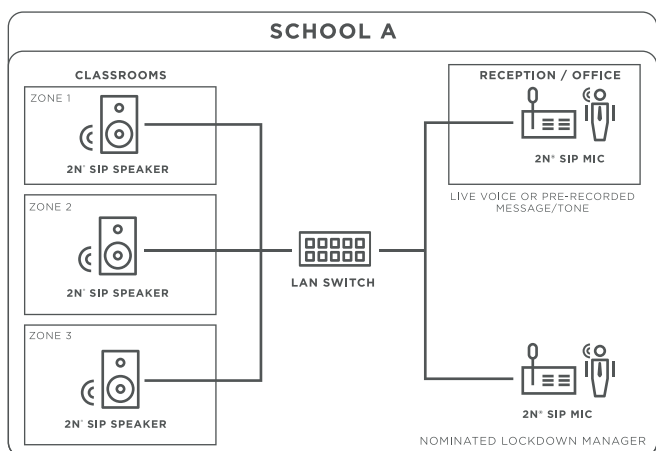 SCHOOL A
CLASSROOMS
ZONE 1
2N® SIP SPEAKER
ZONE 2
2N® SIP SPEAKER
ZONE 3
2N® SIP SPEAKER
LAN SWITCH
RECEPTION / OFFICE
2N® SIP MIC
LIVE VOICE OR PRE-RECORDED
MESSAGE/TONE
2N® SIP MIC
NOMINATED LOCKDOWN MANAGER